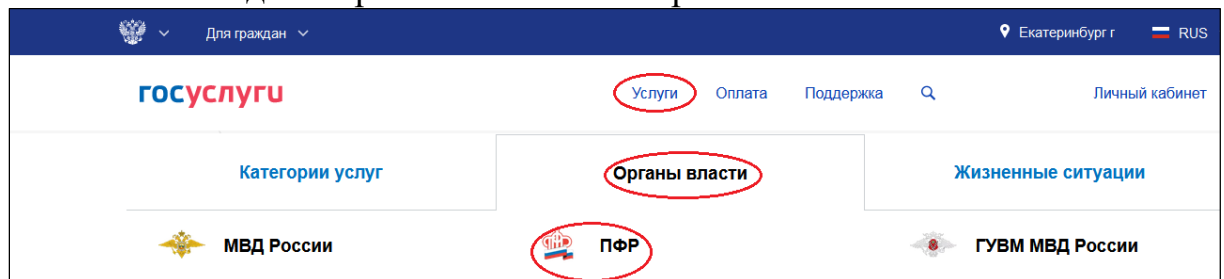 Для граждан Екатеринбург г RUS
госуслуги Услуги Оплата Поддержка Личный кабинет
Категории услуг Органы власти Жизненные ситуации
МВД России ПФР ГУВМ МВД России